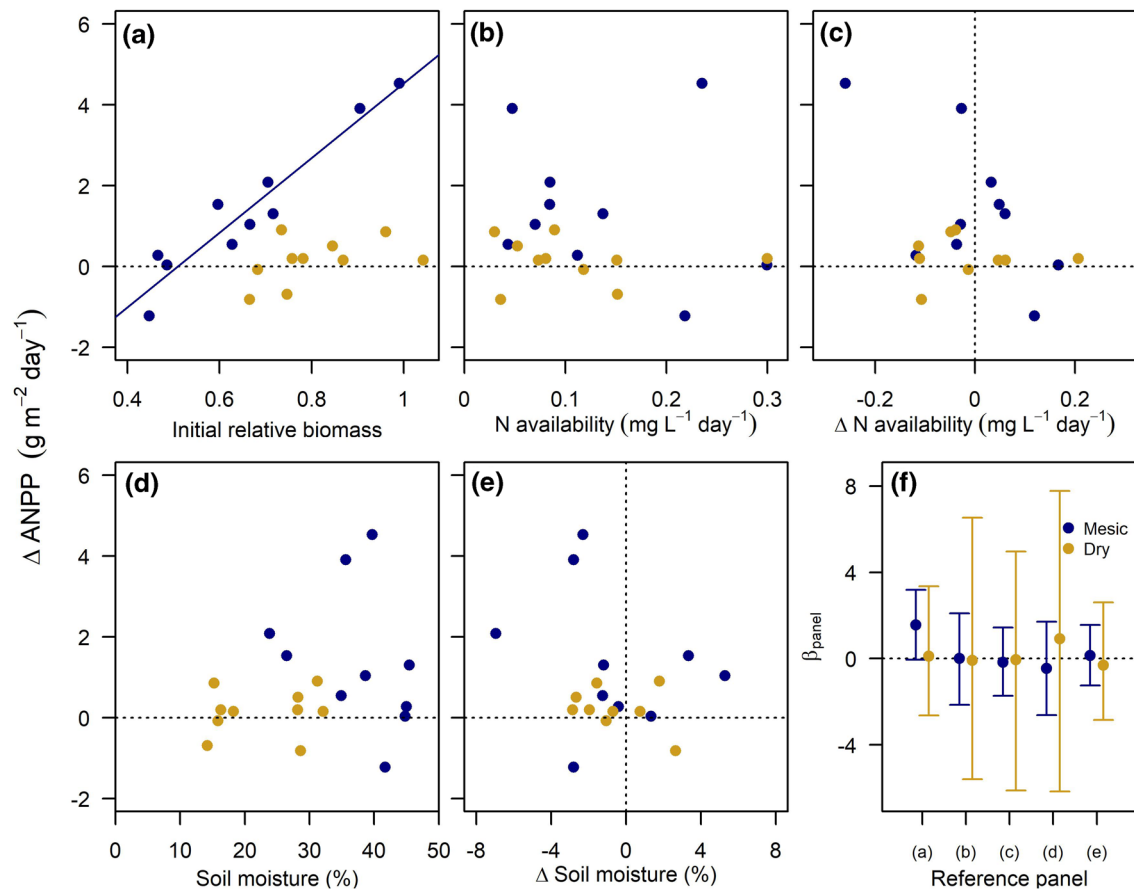 Δ ANPP (g m⁻² day⁻¹)
(a)
6
4
2
0
-2
0.4 0.6 0.8 1
Initial relative biomass
(b)
0 0.1 0.2 0.3
N availability (mg L⁻¹ day⁻¹)
(c)
-0.2 0 0.2
Δ N availability (mg L⁻¹ day⁻¹)
(d)
6
4
2
0
-2
0 10 20 30 40 50
Soil moisture (%)
(e)
-8 -4 0 4 8
Δ Soil moisture (%)
(f)
βpanel
8
4
0
-4
Mesic
Dry
(a) (b) (c) (d) (e)
Reference panel